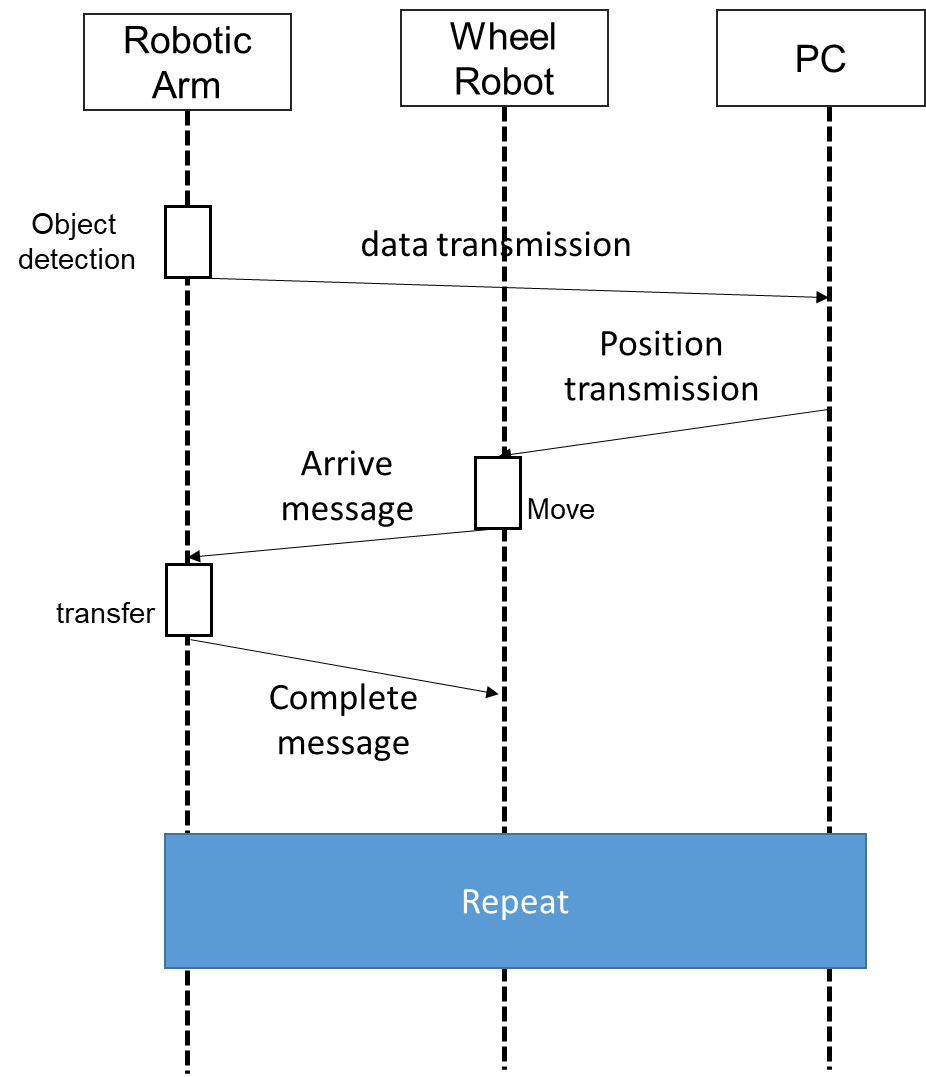 Robotic
Arm
Wheel
Robot
PC
Object
detection
data transmission
Position
transmission
Arrive
message
Move
transfer
Complete
message
Repeat